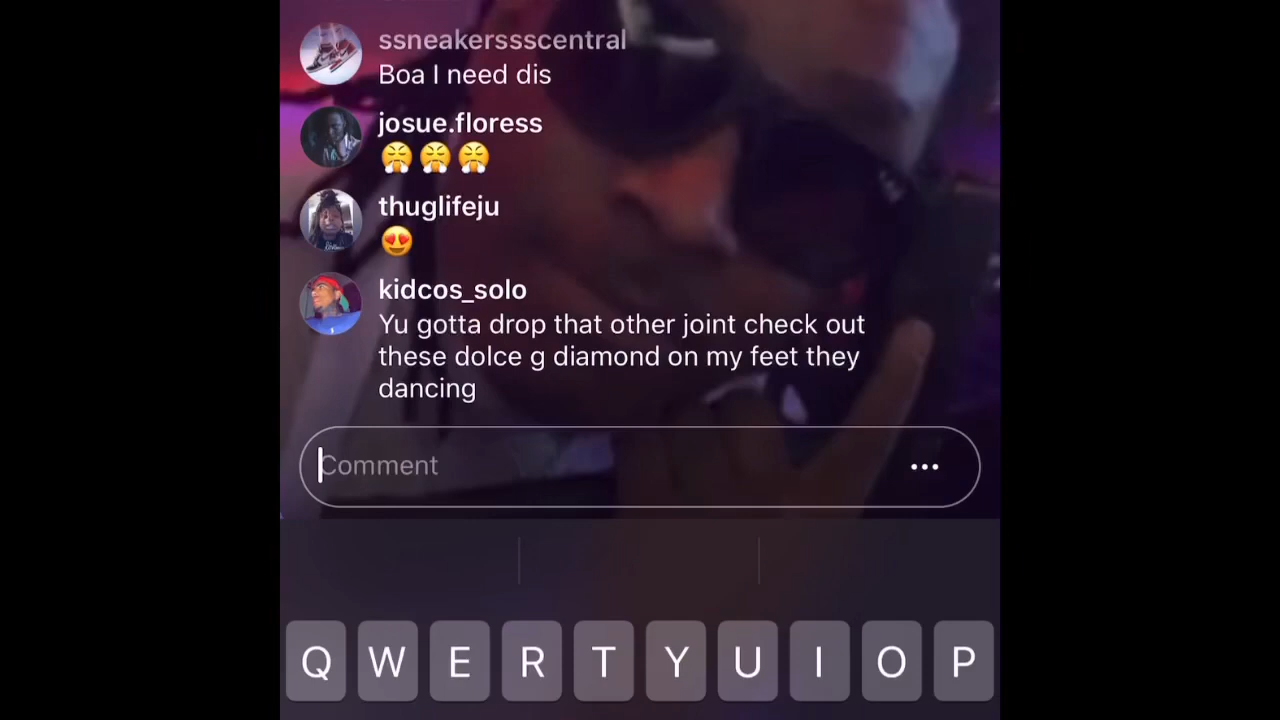 ssneakerssscentral
Boa I need dis
josue.floress
😤😤😤
thuglifeju
😍
kidcos_solo
Yu gotta drop that other joint check out
these dolce g diamond on my feet they
dancing
Comment
Q W E R T Y U I O P